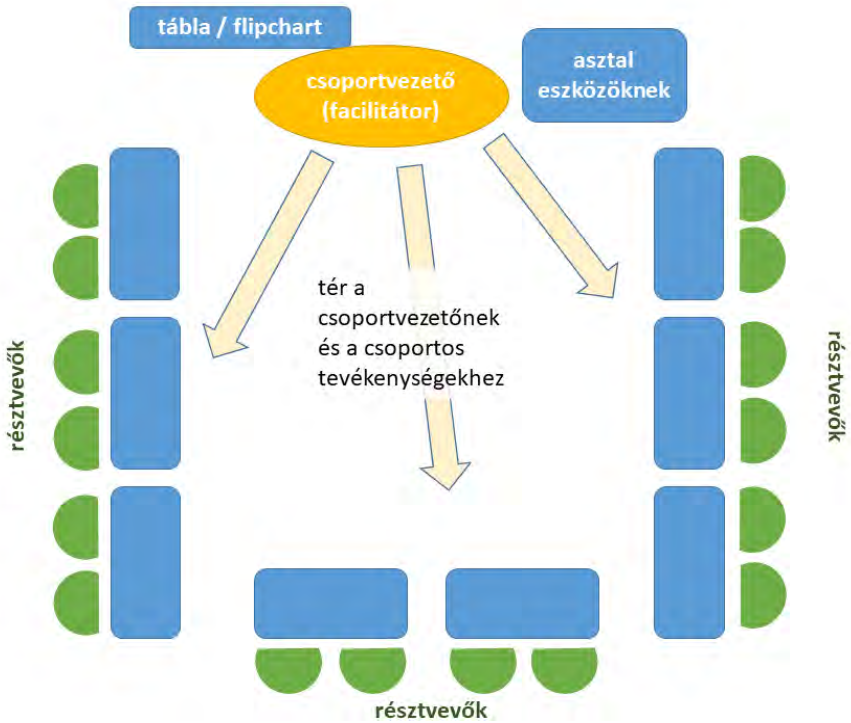 tábla / flipchart
csoportvezető
(facilitátor)
asztal
eszközöknek
tér a
csoportvezetőnek
és a csoportos
tevékenységekhez
résztvevők
résztvevők
résztvevők